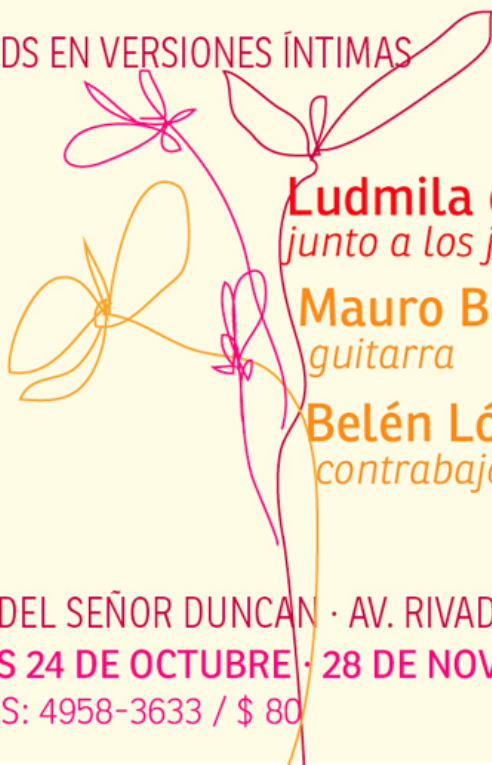 DS EN VERSIONES ÍNTIMAS
Ludmila
junto a los j
Mauro B
guitarra
Belén Ló
contrabajo
DEL SEÑOR DUNCAN · AV. RIVAD
S 24 DE OCTUBRE · 28 DE NOV
S: 4958-3633 / $ 80